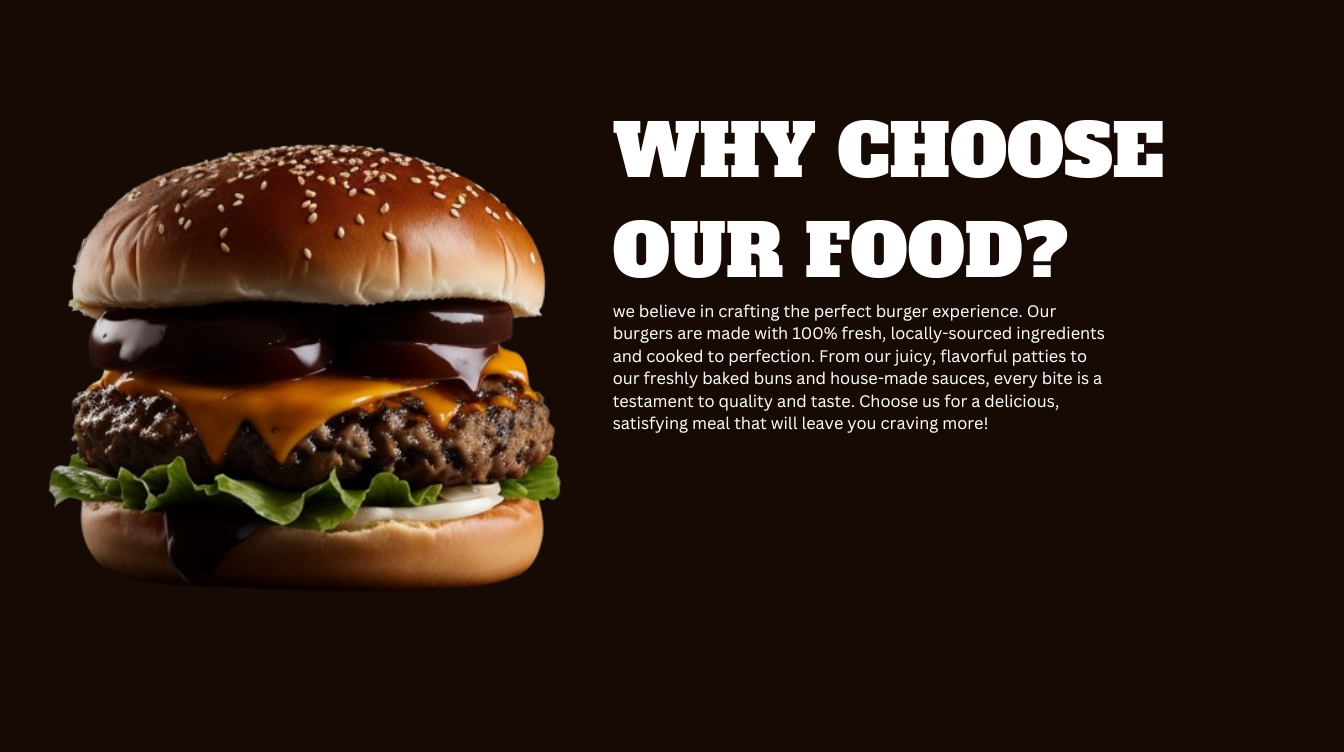 WHY CHOOSE
OUR FOOD?
we believe in crafting the perfect burger experience. Our
burgers are made with 100% fresh, locally-sourced ingredients
and cooked to perfection. From our juicy, flavorful patties to
our freshly baked buns and house-made sauces, every bite is a
testament to quality and taste. Choose us for a delicious,
satisfying meal that will leave you craving more!